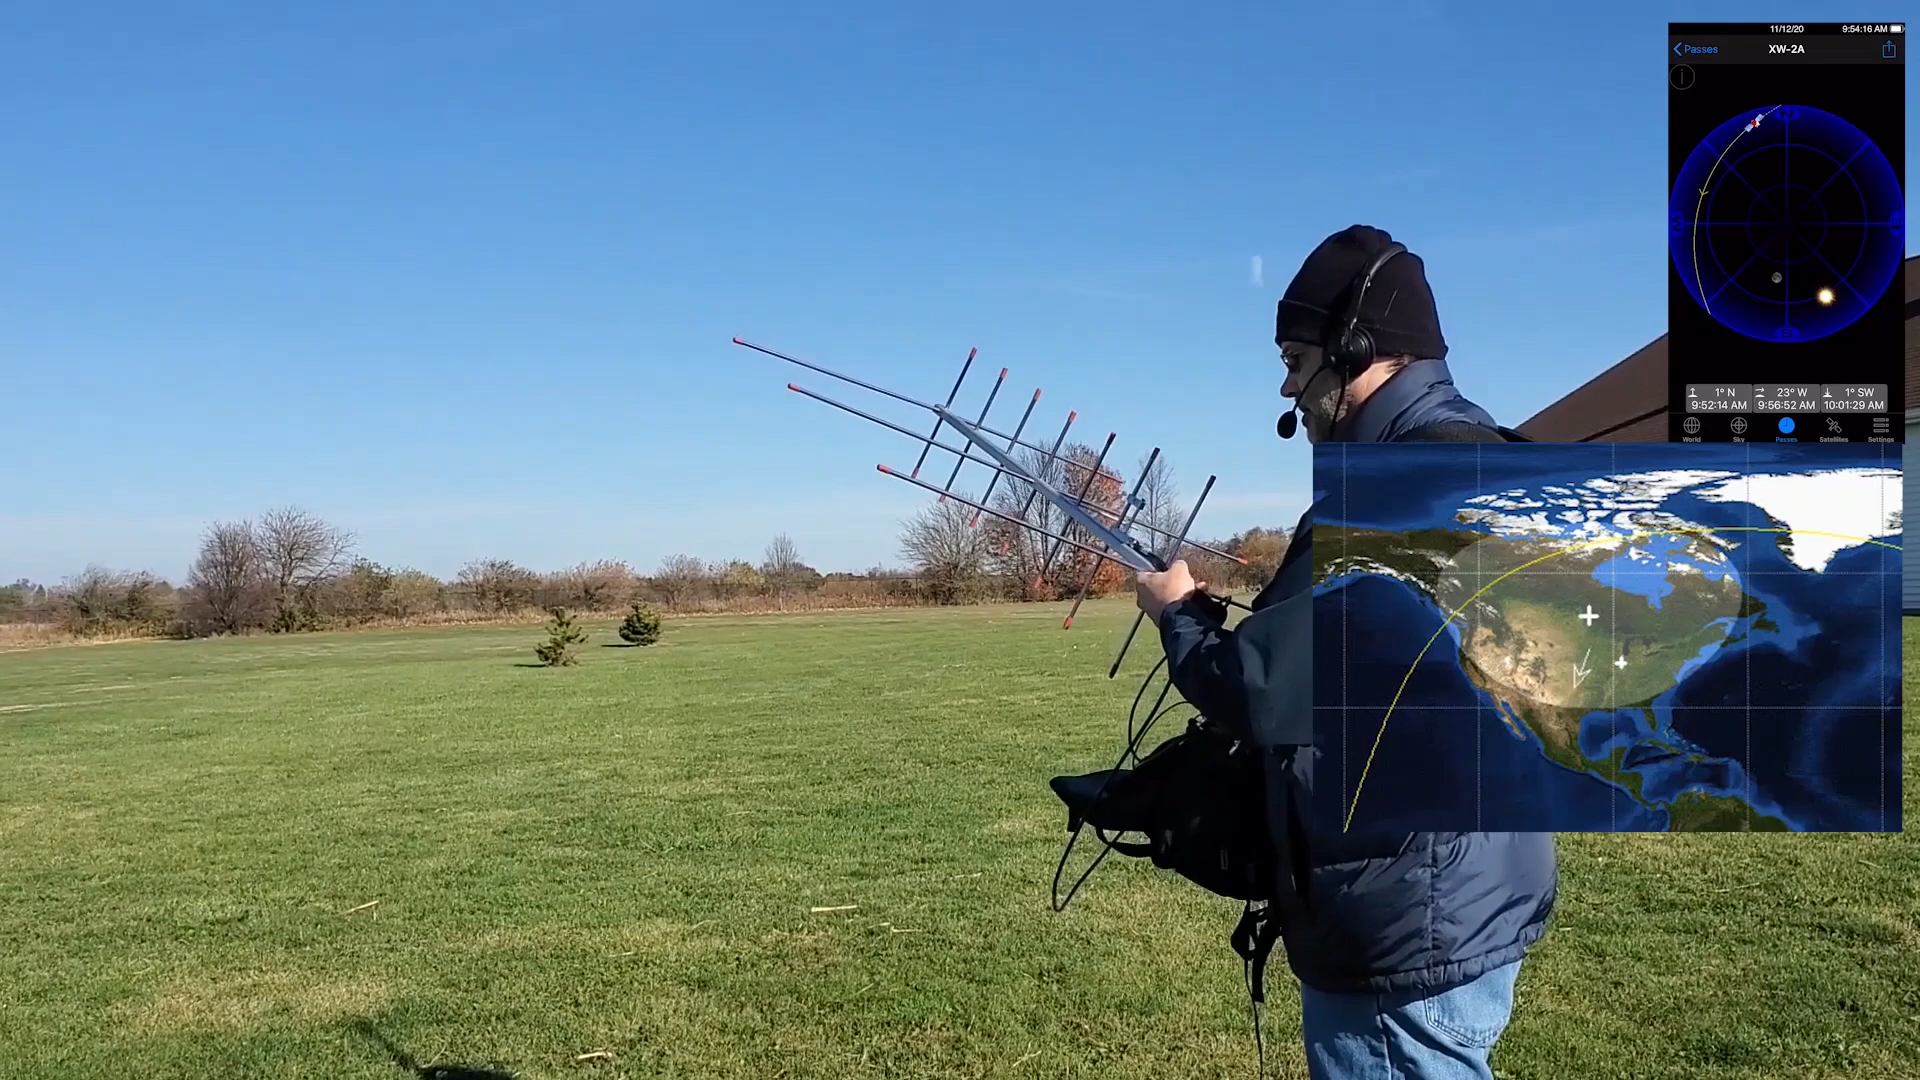 11/12/20 9:54:16 AM
Passes XW-2A
N
1° N 23° W 1° SW
9:52:14 AM 9:56:52 AM 10:01:29 AM
World Sky Passes Satellites Settings